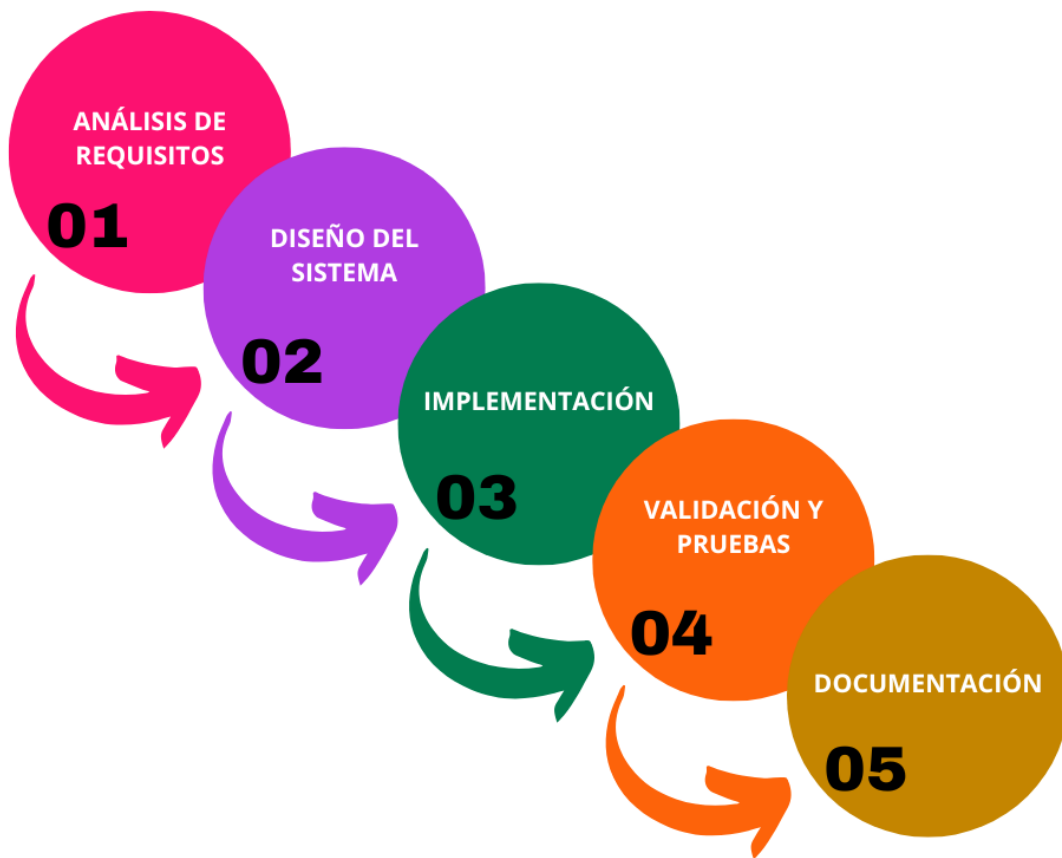 ANÁLISIS DE
REQUISITOS
01
DISEÑO DEL
SISTEMA
02
IMPLEMENTACIÓN
03
VALIDACIÓN Y
PRUEBAS
04
DOCUMENTACIÓN
05